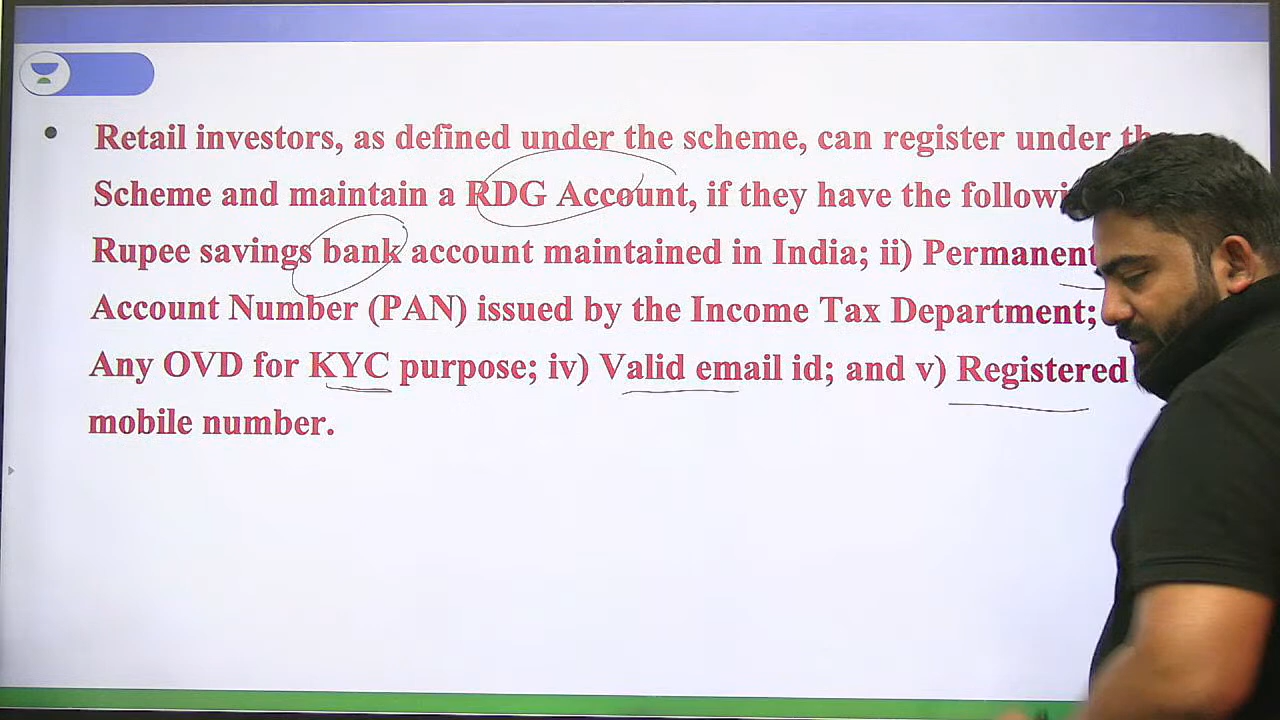 Retail investors, as defined under the scheme, can register under the
Scheme and maintain a RDG Account, if they have the
Rupee savings bank account maintained in India; ii) Permanent
Account Number (PAN) issued by the Income Tax Department;
Any OVD for KYC purpose; iv) Valid email id; and v) Registered
mobile number.